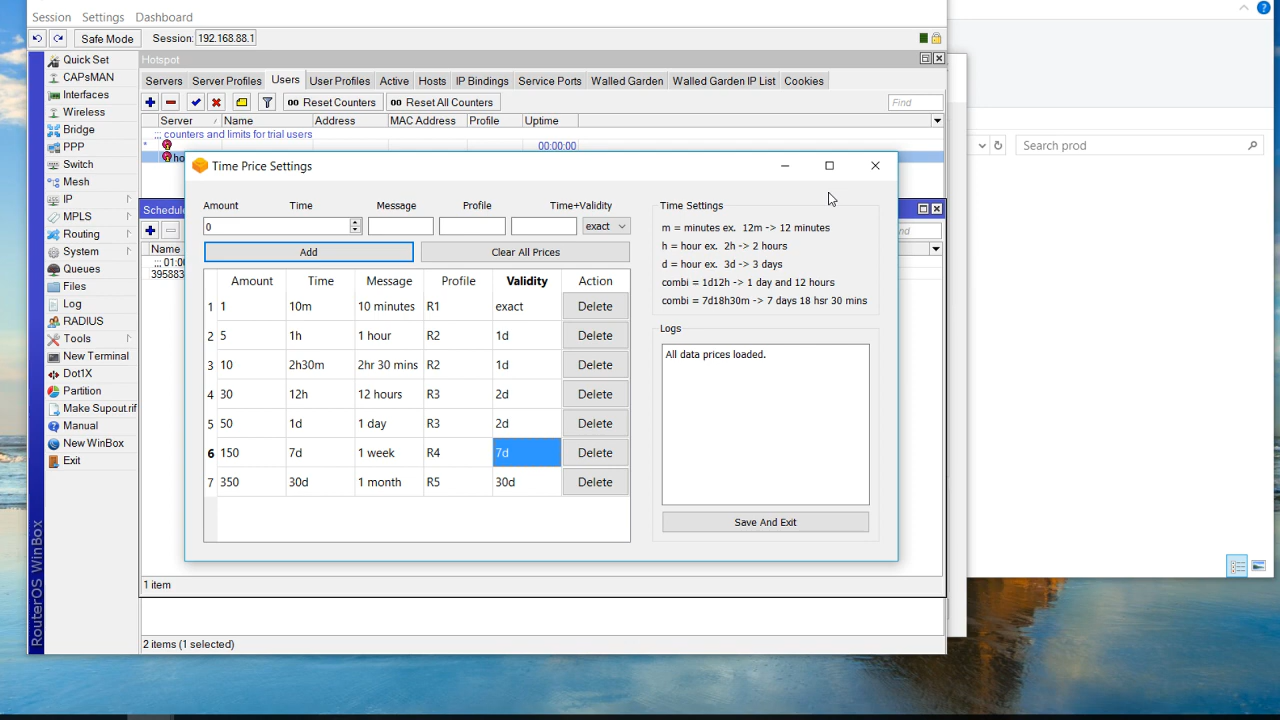 Session Settings Dashboard
Safe Mode Session: 192.168.88.1
Quick Set
CAPsMAN
Interfaces
Wireless
Bridge
PPP
Switch
Mesh
IP
MPLS
Routing
System
Queues
Files
Log
RADIUS
Tools
New Terminal
Dot1X
Partition
Make Supout.rif
Manual
New WinBox
Exit
RouterOS WinBox
Hotspot
Servers Server Profiles Users User Profiles Active Hosts IP Bindings Service Ports Walled Garden Walled Garden IP List Cookies
00 Reset Counters 00 Reset All Counters Find
Server Name Address MAC Address Profile Uptime
;;; counters and limits for trial users
* 00:00:00
ho
Schedule
Name
;;; 01:0
39588
1 item
2 items (1 selected)
Search prod
Time Price Settings
Amount Time Message Profile Time+Validity
0 exact
Add Clear All Prices
Amount Time Message Profile Validity Action
1 1 10m 10 minutes R1 exact Delete
2 5 1h 1 hour R2 1d Delete
3 10 2h30m 2hr 30 mins R2 1d Delete
4 30 12h 12 hours R3 2d Delete
5 50 1d 1 day R3 2d Delete
6 150 7d 1 week R4 7d Delete
7 350 30d 1 month R5 30d Delete
Time Settings
m = minutes ex. 12m -> 12 minutes
h = hour ex. 2h -> 2 hours
d = hour ex. 3d -> 3 days
combi = 1d12h -> 1 day and 12 hours
combi = 7d18h30m -> 7 days 18 hsr 30 mins
Logs
All data prices loaded.
Save And Exit